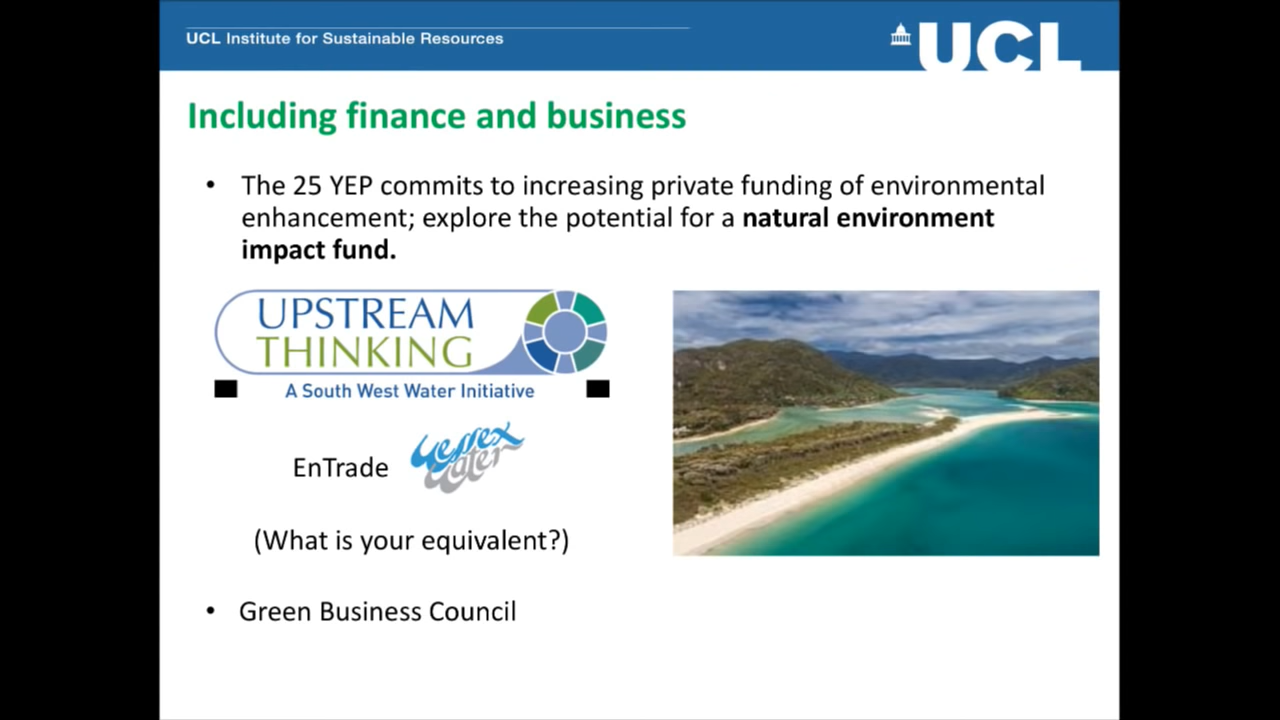 UCL Institute for Sustainable Resources
UCL
Including finance and business
• The 25 YEP commits to increasing private funding of environmental
enhancement; explore the potential for a natural environment
impact fund.
UPSTREAM
THINKING
A South West Water Initiative
EnTrade
wessex
water
(What is your equivalent?)
• Green Business Council